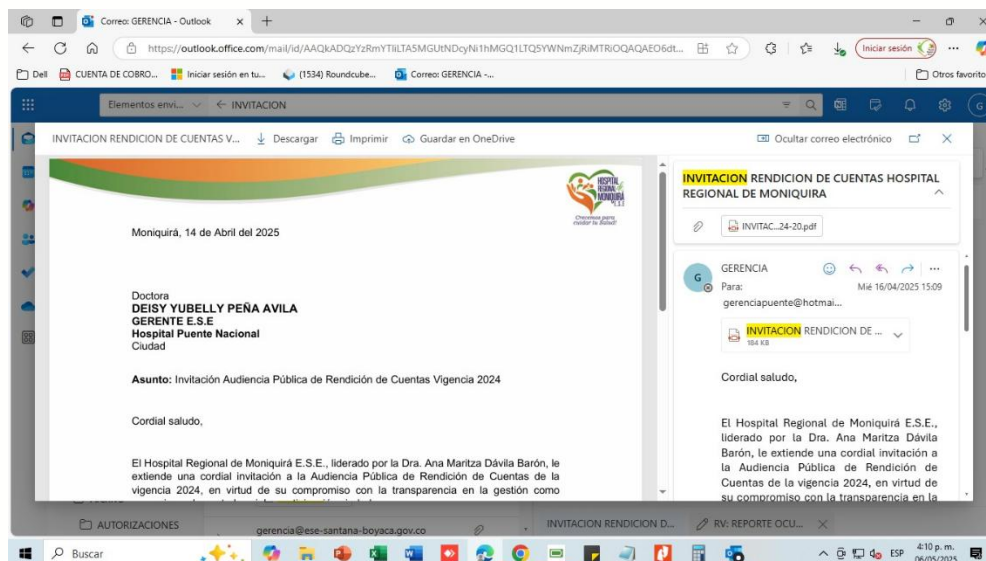 Correo: GERENCIA - Outlook
https://outlook.office.com/mail/id/AAQkADQzYzRmYTliLTA5MGUtNDcyNi1hMGQ1LTQ5YWNmZjRiMTRiOQAQAEO6dt...
Iniciar sesión
Dell
CUENTA DE COBRO...
Iniciar sesión en tu...
(1534) Roundcube...
Correo: GERENCIA -...
Otros favoritos
Elementos envi...
INVITACION
INVITACION RENDICION DE CUENTAS V...
Descargar
Imprimir
Guardar en OneDrive
Ocultar correo electrónico
HOSPITAL
REGIONAL
MONIQUIRÁ
E.S.E
Crecemos para
cuidar tu Salud!
Moniquirá, 14 de Abril del 2025
Doctora
DEISY YUBELLY PEÑA AVILA
GERENTE E.S.E
Hospital Puente Nacional
Ciudad
Asunto: Invitación Audiencia Pública de Rendición de Cuentas Vigencia 2024
Cordial saludo,
El Hospital Regional de Moniquirá E.S.E., liderado por la Dra. Ana Maritza Dávila Barón, le
extiende una cordial invitación a la Audiencia Pública de Rendición de Cuentas de la
vigencia 2024, en virtud de su compromiso con la transparencia en la gestión como
INVITACION RENDICION DE CUENTAS HOSPITAL
REGIONAL DE MONIQUIRA
INVITAC...24-20.pdf
G
GERENCIA
Para:
Mié 16/04/2025 15:09
gerenciapuente@hotmai...
INVITACION RENDICION DE ...
184 KB
Cordial saludo,
El Hospital Regional de Moniquirá E.S.E.,
liderado por la Dra. Ana Maritza Dávila
Barón, le extiende una cordial invitación a
la Audiencia Pública de Rendición de
Cuentas de la vigencia 2024, en virtud de
su compromiso con la transparencia en la
AUTORIZACIONES
gerencia@ese-santana-boyaca.gov.co
INVITACION RENDICION D...
RV: REPORTE OCU...
Buscar
ESP
4:10 p. m.
06/05/2025